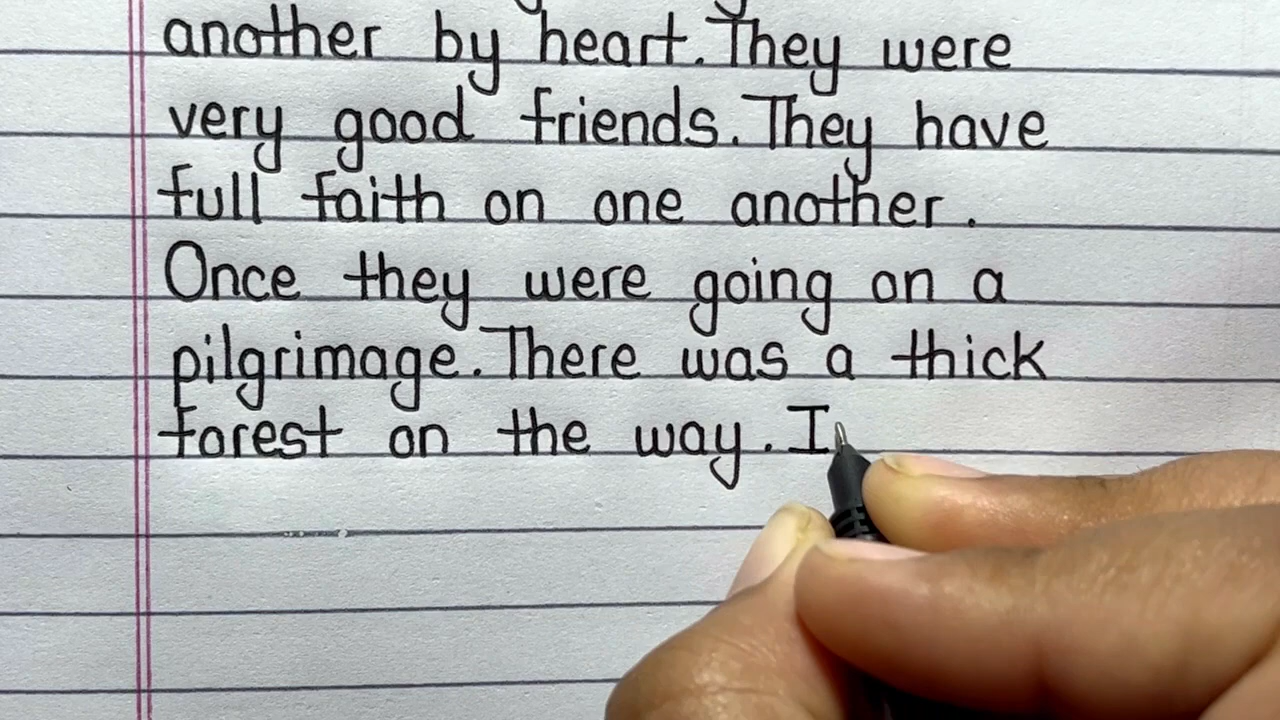 another by heart. They were
very good friends. They have
full faith on one another.
Once they were going on a
pilgrimage. There was a thick
forest on the way. I